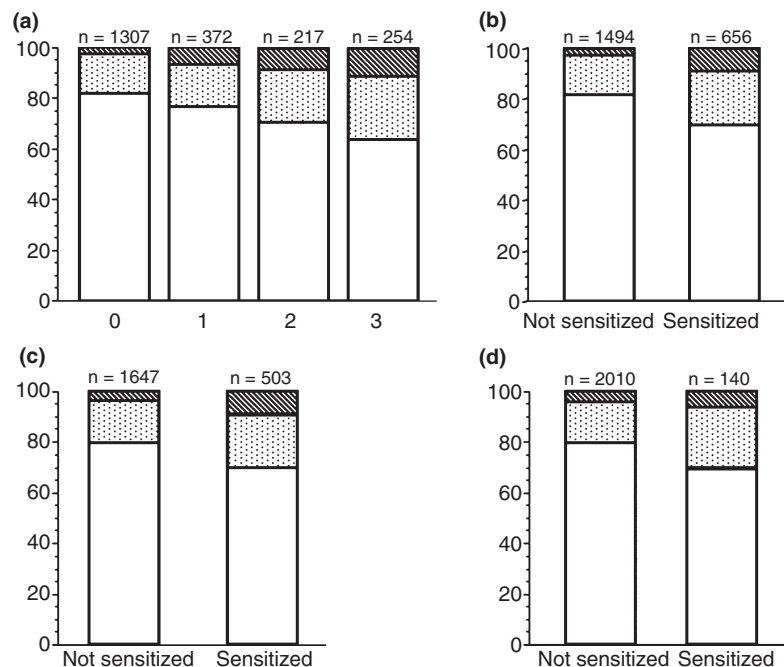 (a)
n = 1307 n = 372 n = 217 n = 254
100
80
60
40
20
0
0 1 2 3
(b)
n = 1494 n = 656
100
80
60
40
20
0
Not sensitized Sensitized
(c)
n = 1647 n = 503
100
80
60
40
20
0
Not sensitized Sensitized
(d)
n = 2010 n = 140
100
80
60
40
20
0
Not sensitized Sensitized